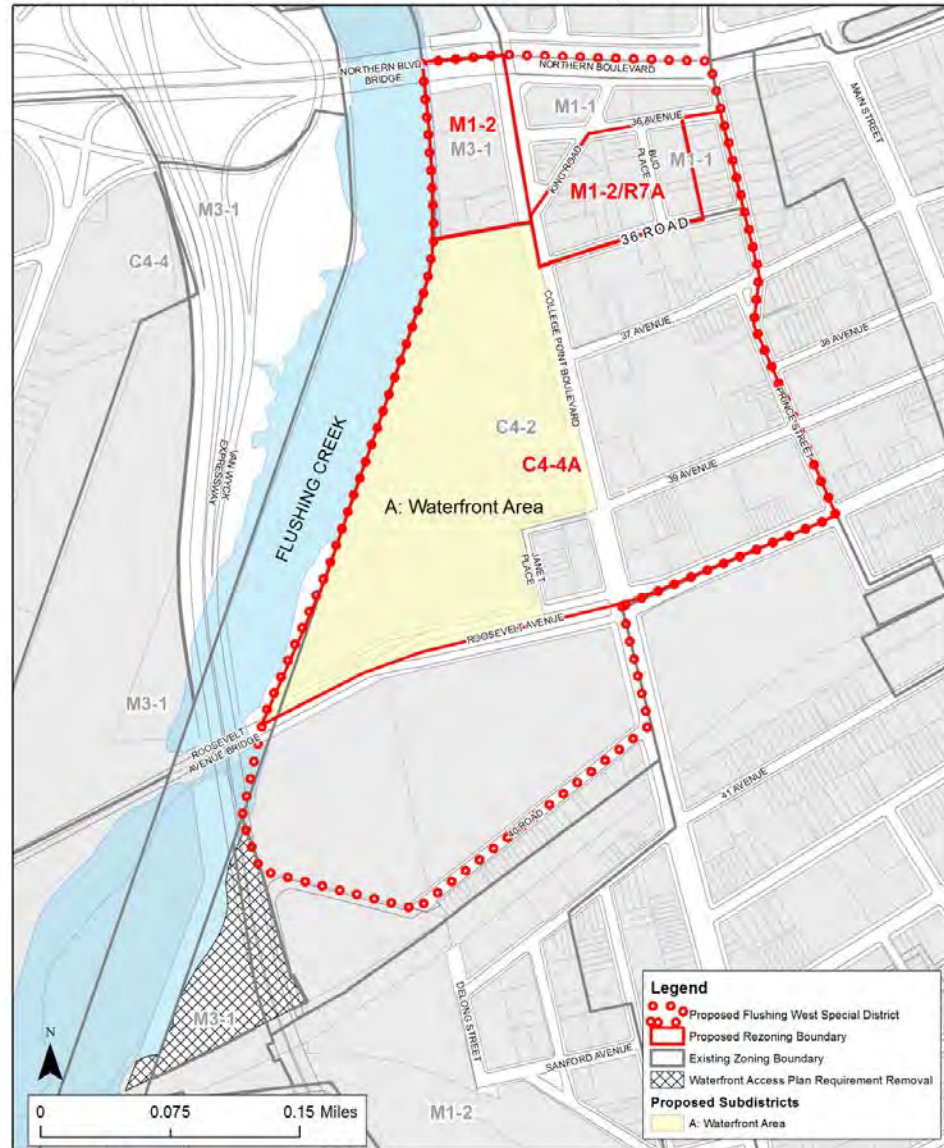 NORTHERN BLVD
BRIDGE
NORTHERN BOULEVARD
MAIN STREET
M1-2
M3-1
M1-1
36 AVENUE
KING ROAD
BUD
PLACE
M1-1
M1-2/R7A
36 ROAD
M3-1
C4-4
COLLEGE POINT BOULEVARD
37 AVENUE
38 AVENUE
PRINCE STREET
VAN WYCK
EXPRESSWAY
FLUSHING CREEK
C4-2
C4-4A
39 AVENUE
A: Waterfront Area
JANET
PLACE
ROOSEVELT AVENUE
M3-1
ROOSEVELT
AVENUE BRIDGE
41 AVENUE
40 ROAD
M3-1
DELONG STREET
SANFORD AVENUE
M1-2
N
0 0.075 0.15 Miles
Legend
Proposed Flushing West Special District
Proposed Rezoning Boundary
Existing Zoning Boundary
Waterfront Access Plan Requirement Removal
Proposed Subdistricts
A: Waterfront Area